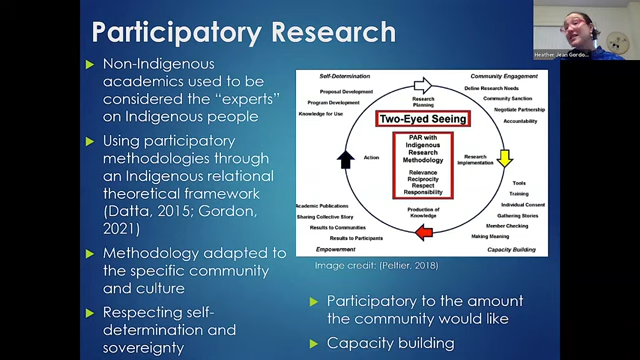 Participatory Research
Non-Indigenous
academics used to be
considered the “experts”
on Indigenous people
Using participatory
methodologies through
an Indigenous relational
theoretical framework
(Datta, 2015; Gordon,
2021)
Methodology adapted to
the specific community
and culture
Respecting self-
determination and
sovereignty
Self-Determination
Proposal Development
Program Development
Knowledge for Use
Research
Planning
Community Engagement
Define Research Needs
Community Sanction
Negotiate Partnership
Accountability
Two-Eyed Seeing
PAR with
Indigenous
Research
Methodology
Relevance
Reciprocity
Respect
Responsibility
Action
Research
Implementation
Academic Publications
Sharing Collective Story
Results to Communities
Results to Participants
Empowerment
Production of
Knowledge
Tools
Training
Individual Consent
Gathering Stories
Member Checking
Making Meaning
Capacity Building
Image credit: (Peltier, 2018)
Participatory to the amount
the community would like
Capacity building
Heather Jean Gordo...